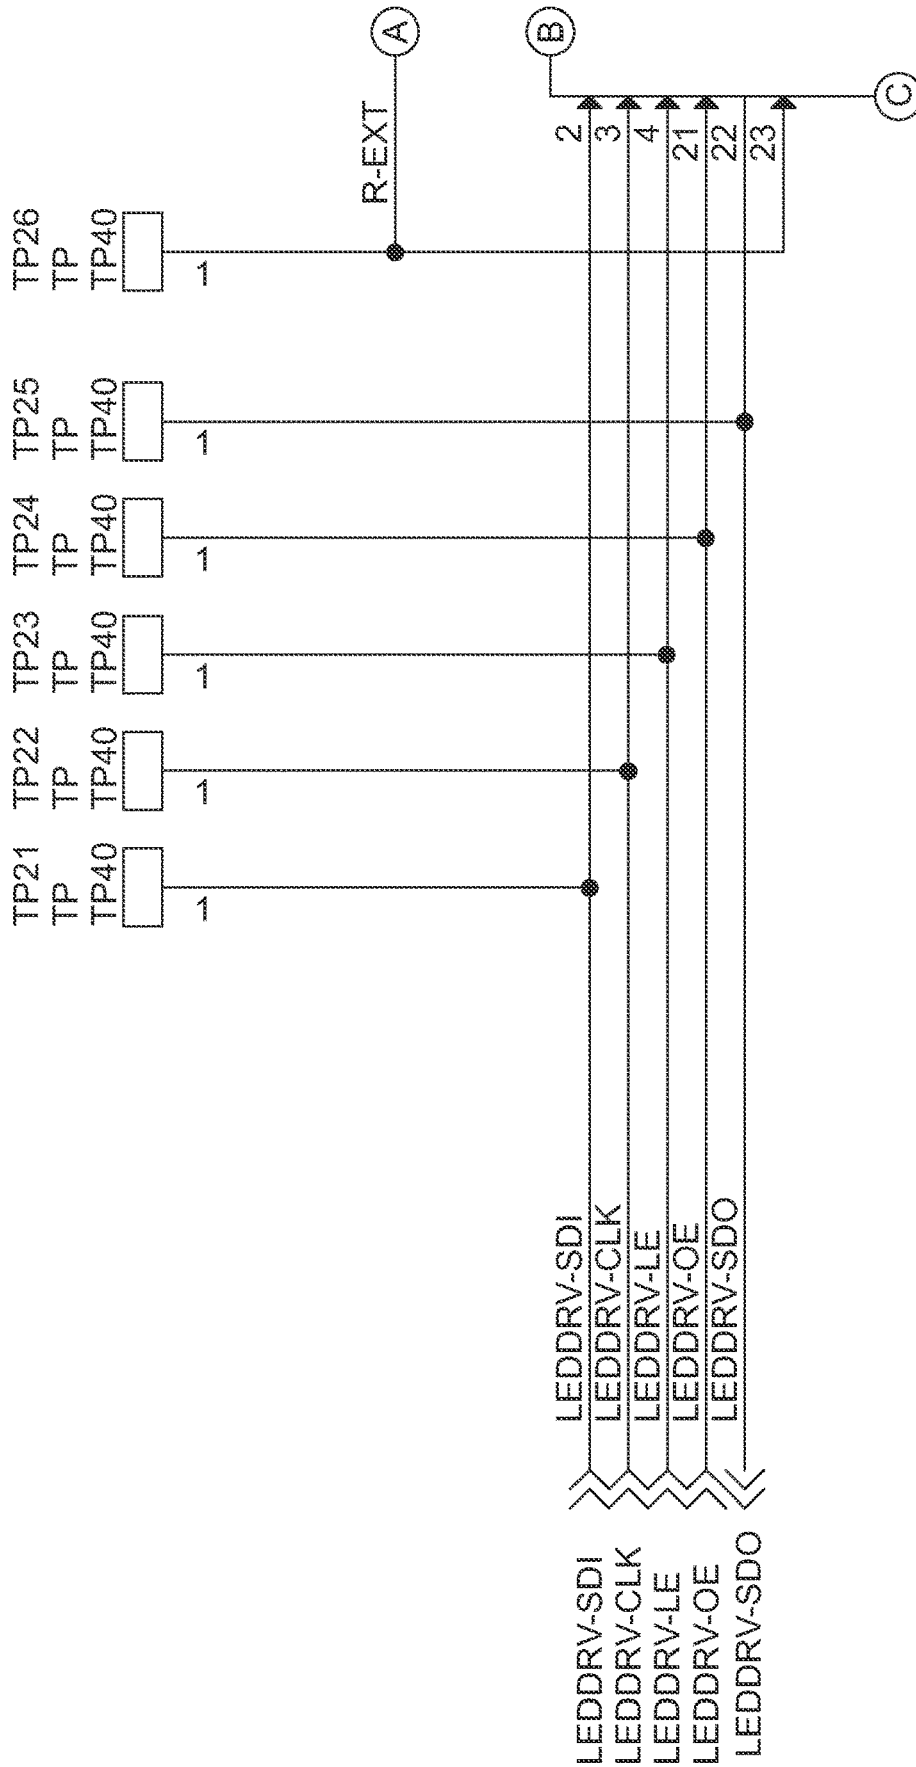 TP21
TP
TP40
1
TP22
TP
TP40
1
TP23
TP
TP40
1
TP24
TP
TP40
1
TP25
TP
TP40
1
TP26
TP
TP40
1
R-EXT
A
B
LEDDRV-SDI
LEDDRV-SDI
2
LEDDRV-CLK
LEDDRV-CLK
3
LEDDRV-LE
LEDDRV-LE
4
LEDDRV-OE
LEDDRV-OE
21
LEDDRV-SDO
LEDDRV-SDO
22
23
C